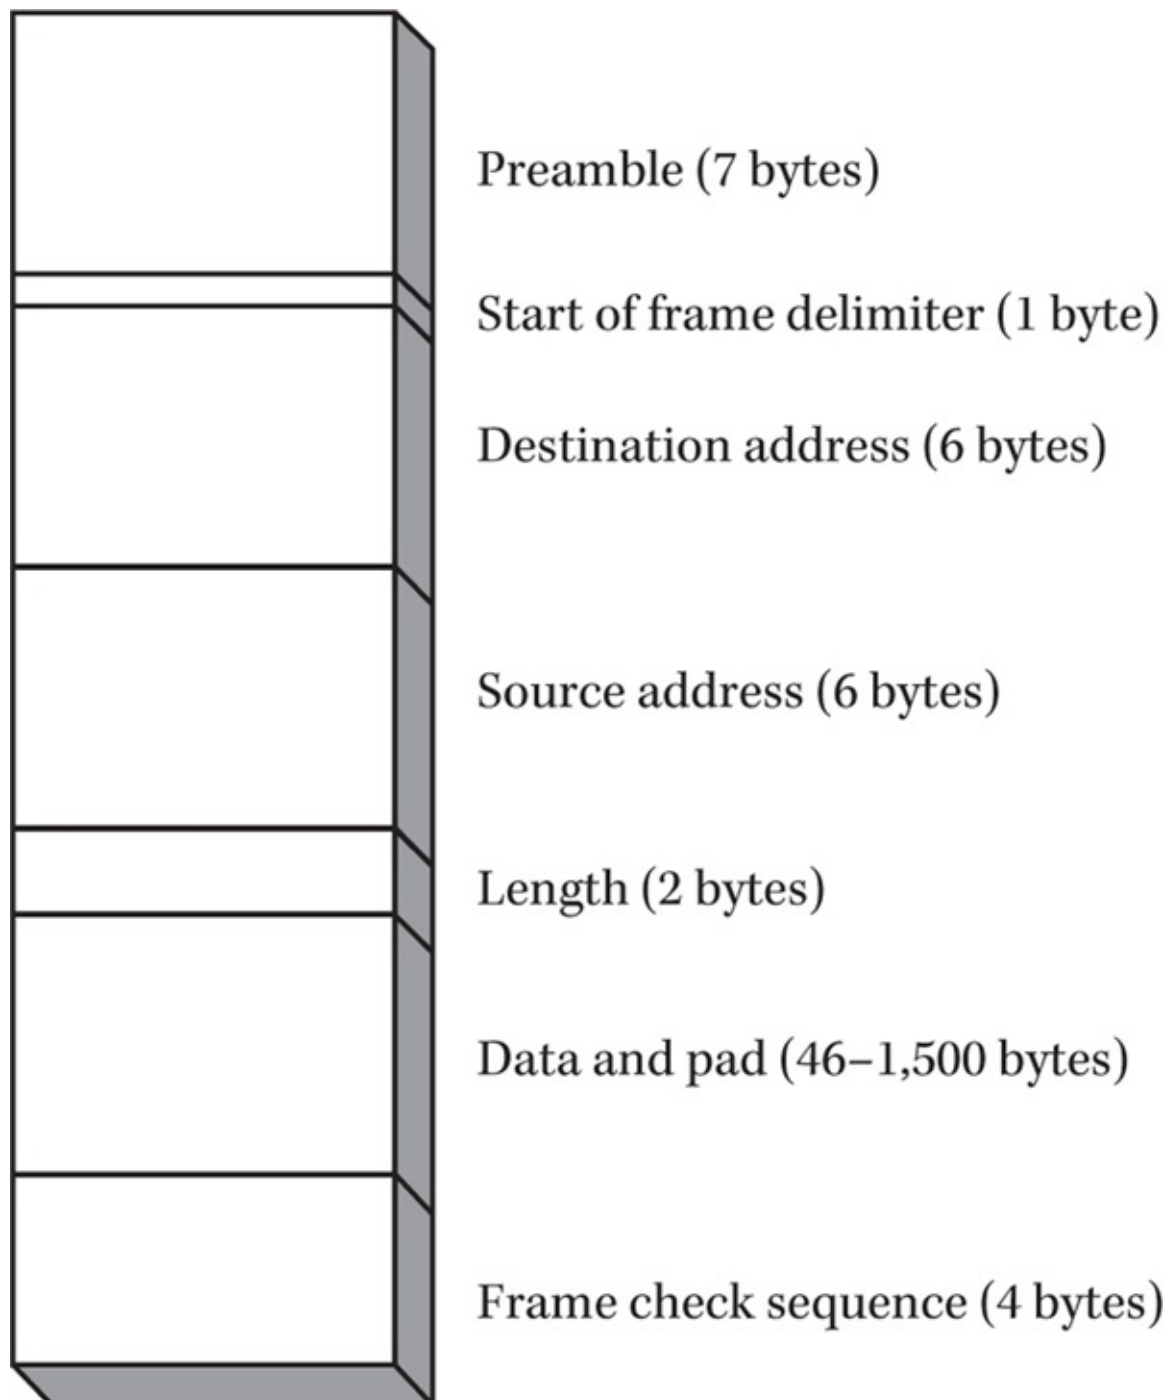 Preamble (7 bytes)
Start of frame delimiter (1 byte)
Destination address (6 bytes)
Source address (6 bytes)
Length (2 bytes)
Data and pad (46–1,500 bytes)
Frame check sequence (4 bytes)